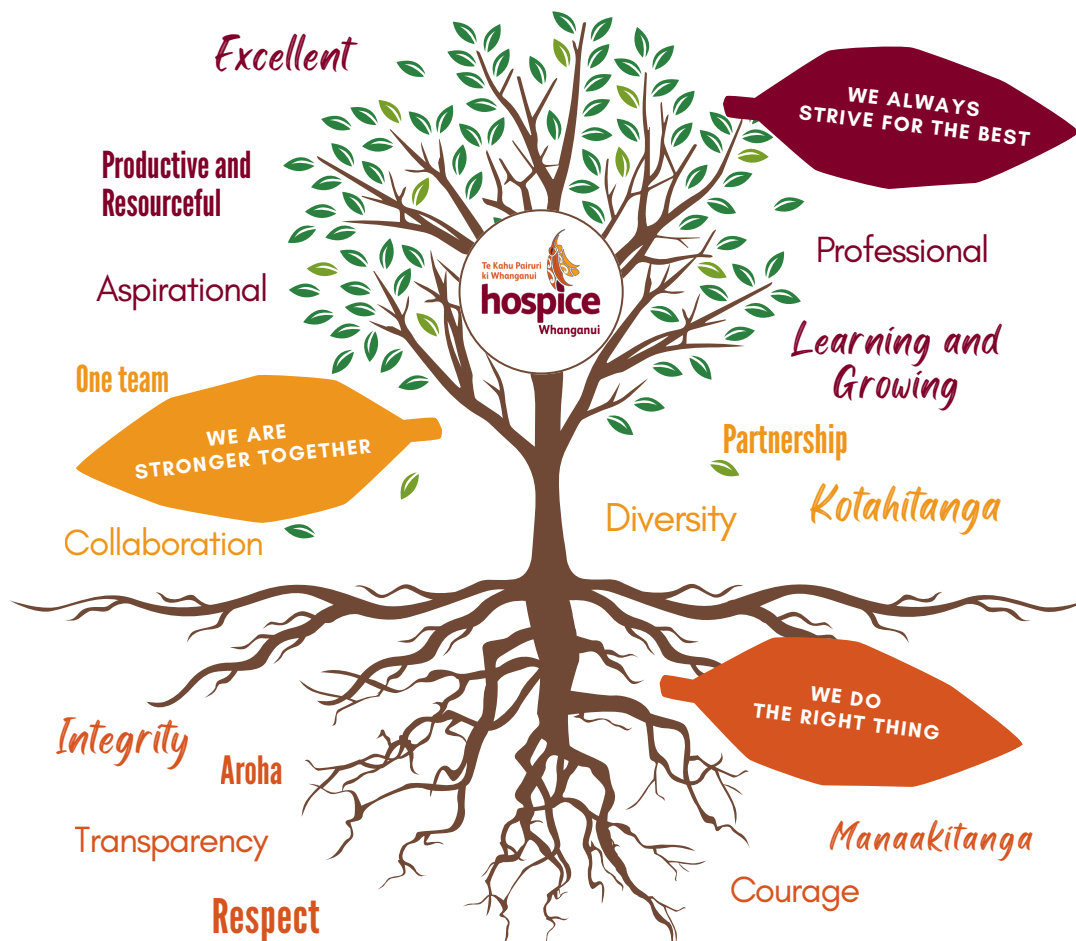 Excellent
WE ALWAYS
STRIVE FOR THE BEST
Productive and
Resourceful
Professional
Te Kahu Pairuri
ki Whanganui
hospice
Whanganui
Aspirational
Learning and
Growing
One team
WE ARE
STRONGER TOGETHER
Partnership
Kotahitanga
Diversity
Collaboration
WE DO
THE RIGHT THING
Integrity
Aroha
Transparency
Manaakitanga
Courage
Respect